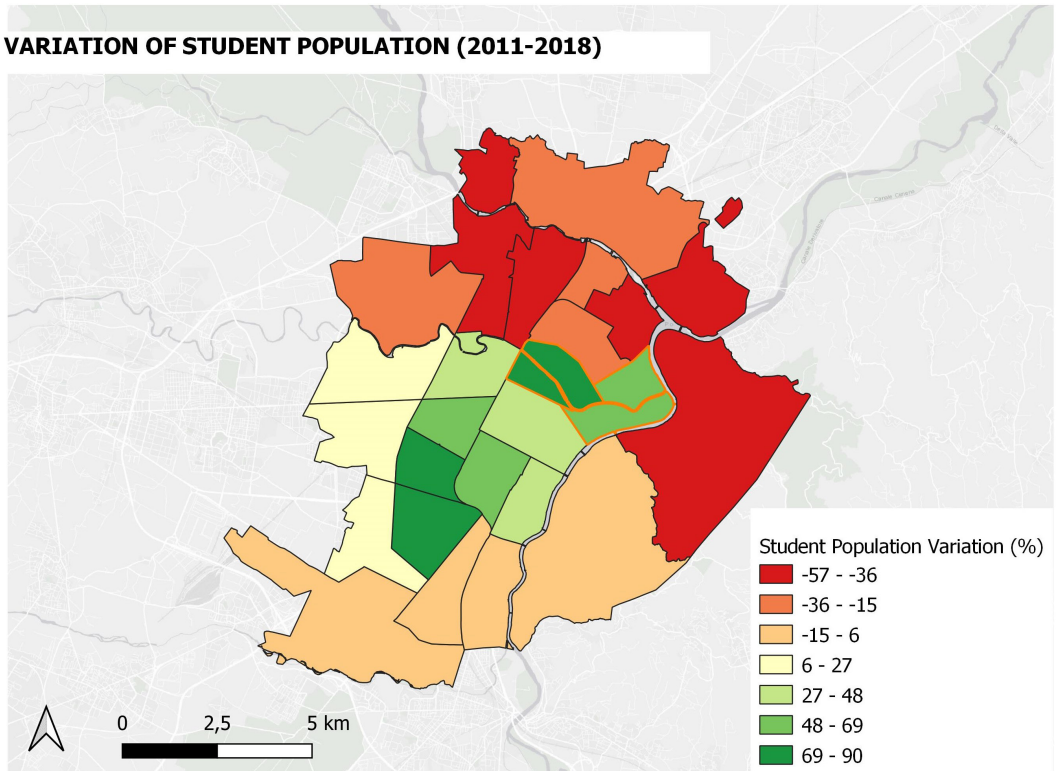 VARIATION OF STUDENT POPULATION (2011-2018)
Student Population Variation (%)
-57 - -36
-36 - -15
-15 - 6
6 - 27
27 - 48
48 - 69
69 - 90
0 2,5 5 km